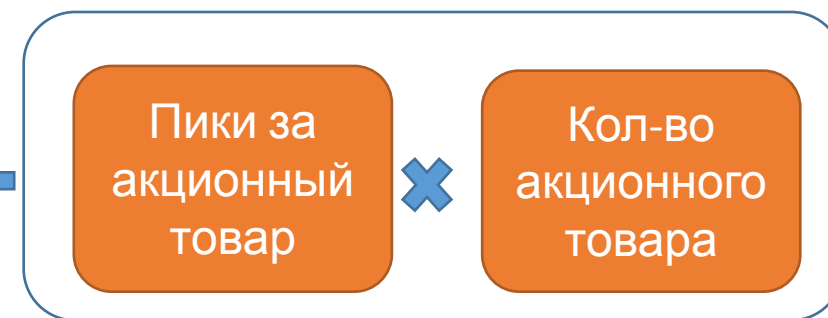 Пики за
акционный
товар
Кол-во
акционного
товара